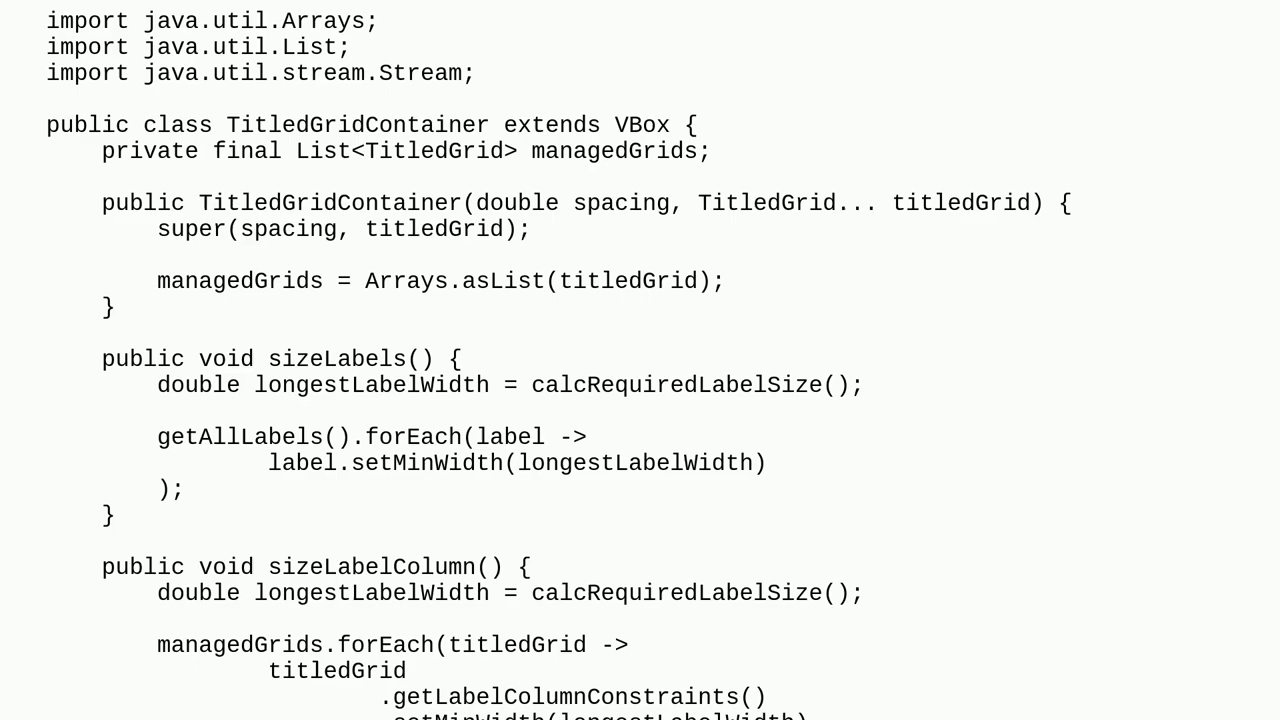 import java.util.Arrays;
import java.util.List;
import java.util.stream.Stream;

public class TitledGridContainer extends VBox {
    private final List<TitledGrid> managedGrids;

    public TitledGridContainer(double spacing, TitledGrid... titledGrid) {
        super(spacing, titledGrid);

        managedGrids = Arrays.asList(titledGrid);
    }

    public void sizeLabels() {
        double longestLabelWidth = calcRequiredLabelSize();

        getAllLabels().forEach(label ->
                label.setMinWidth(longestLabelWidth)
        );
    }

    public void sizeLabelColumn() {
        double longestLabelWidth = calcRequiredLabelSize();

        managedGrids.forEach(titledGrid ->
                titledGrid
                        .getLabelColumnConstraints()
                        .setMinWidth(longestLabelWidth)